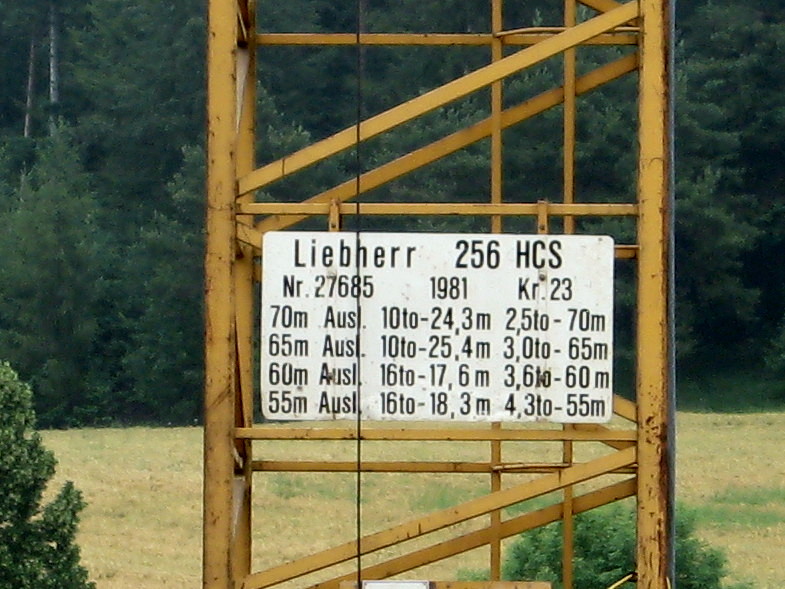 Liebherr 256 HCS
Nr. 27685 1981 Kr. 23
70m Ausl. 10to-24,3m 2,5to-70m
65m Ausl. 10to-25,4m 3,0to-65m
60m Ausl. 16to-17,6m 3,6to-60m
55m Ausl. 16to-18,3m 4,3to-55m